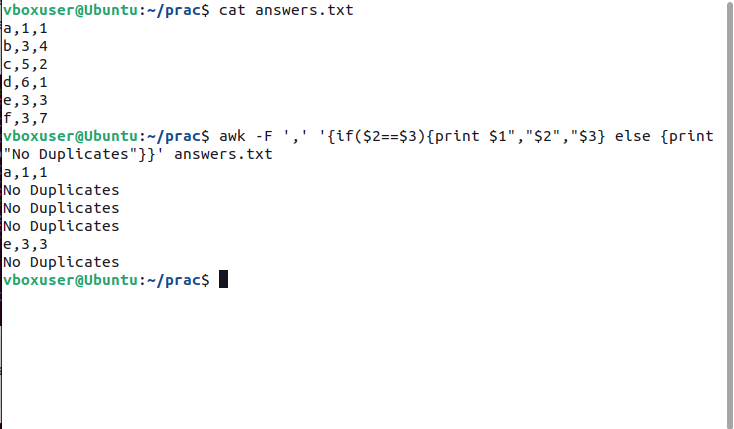 vboxuser@Ubuntu:~/prac$ cat answers.txt
a,1,1
b,3,4
c,5,2
d,6,1
e,3,3
f,3,7
vboxuser@Ubuntu:~/prac$ awk -F ',' '{if($2==$3){print $1","$2","$3} else {print
"No Duplicates"}}' answers.txt
a,1,1
No Duplicates
No Duplicates
No Duplicates
e,3,3
No Duplicates
vboxuser@Ubuntu:~/prac$